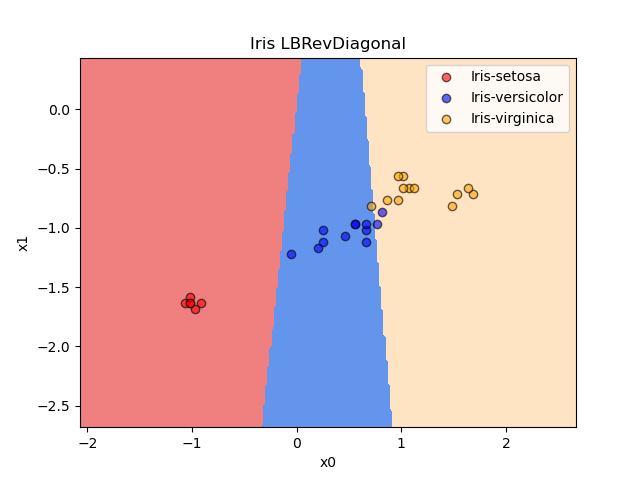 Iris LBRevDiagonal
Iris-setosa
Iris-versicolor
Iris-virginica
0.0
−0.5
−1.0
−1.5
−2.0
−2.5
x1
−2
−1
0
1
2
x0